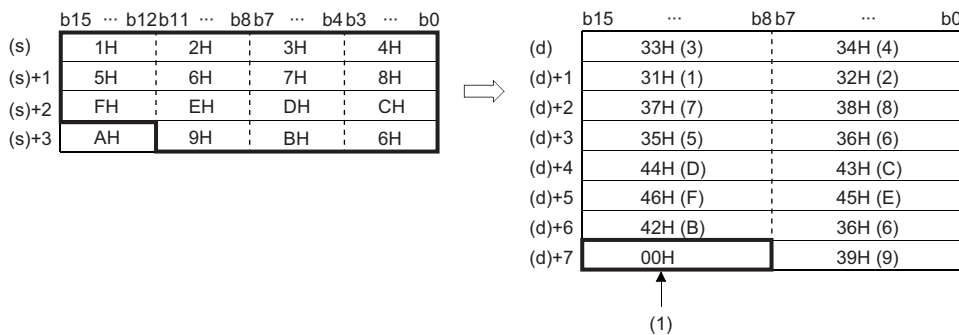 b15 ··· b12 b11 ··· b8 b7 ··· b4 b3 ··· b0
(s) 1H 2H 3H 4H
(s)+1 5H 6H 7H 8H
(s)+2 FH EH DH CH
(s)+3 AH 9H BH 6H
b15 ··· b8 b7 ··· b0
(d) 33H (3) 34H (4)
(d)+1 31H (1) 32H (2)
(d)+2 37H (7) 38H (8)
(d)+3 35H (5) 36H (6)
(d)+4 44H (D) 43H (C)
(d)+5 46H (F) 45H (E)
(d)+6 42H (B) 36H (6)
(d)+7 00H 39H (9)
(1)